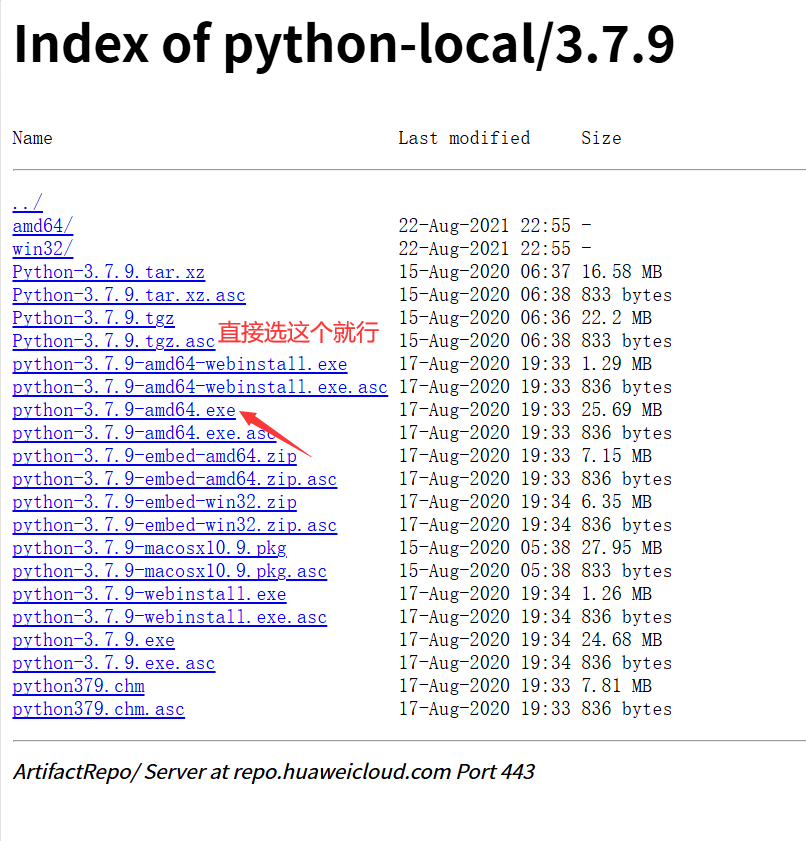 Index of python-local/3.7.9
Name Last modified Size
../
amd64/ 22-Aug-2021 22:55 -
win32/ 22-Aug-2021 22:55 -
Python-3.7.9.tar.xz 15-Aug-2020 06:37 16.58 MB
Python-3.7.9.tar.xz.asc 15-Aug-2020 06:38 833 bytes
Python-3.7.9.tgz 15-Aug-2020 06:36 22.2 MB
直接选这个就行
Python-3.7.9.tgz.asc 15-Aug-2020 06:38 833 bytes
python-3.7.9-amd64-webinstall.exe 17-Aug-2020 19:33 1.29 MB
python-3.7.9-amd64-webinstall.exe.asc 17-Aug-2020 19:33 836 bytes
python-3.7.9-amd64.exe 17-Aug-2020 19:33 25.69 MB
python-3.7.9-amd64.exe.asc 17-Aug-2020 19:33 836 bytes
python-3.7.9-embed-amd64.zip 17-Aug-2020 19:33 7.15 MB
python-3.7.9-embed-amd64.zip.asc 17-Aug-2020 19:33 836 bytes
python-3.7.9-embed-win32.zip 17-Aug-2020 19:34 6.35 MB
python-3.7.9-embed-win32.zip.asc 17-Aug-2020 19:34 836 bytes
python-3.7.9-macosx10.9.pkg 15-Aug-2020 05:38 27.95 MB
python-3.7.9-macosx10.9.pkg.asc 15-Aug-2020 05:38 833 bytes
python-3.7.9-webinstall.exe 17-Aug-2020 19:34 1.26 MB
python-3.7.9-webinstall.exe.asc 17-Aug-2020 19:34 836 bytes
python-3.7.9.exe 17-Aug-2020 19:34 24.68 MB
python-3.7.9.exe.asc 17-Aug-2020 19:34 836 bytes
python379.chm 17-Aug-2020 19:33 7.81 MB
python379.chm.asc 17-Aug-2020 19:33 836 bytes
ArtifactRepo/ Server at repo.huaweicloud.com Port 443